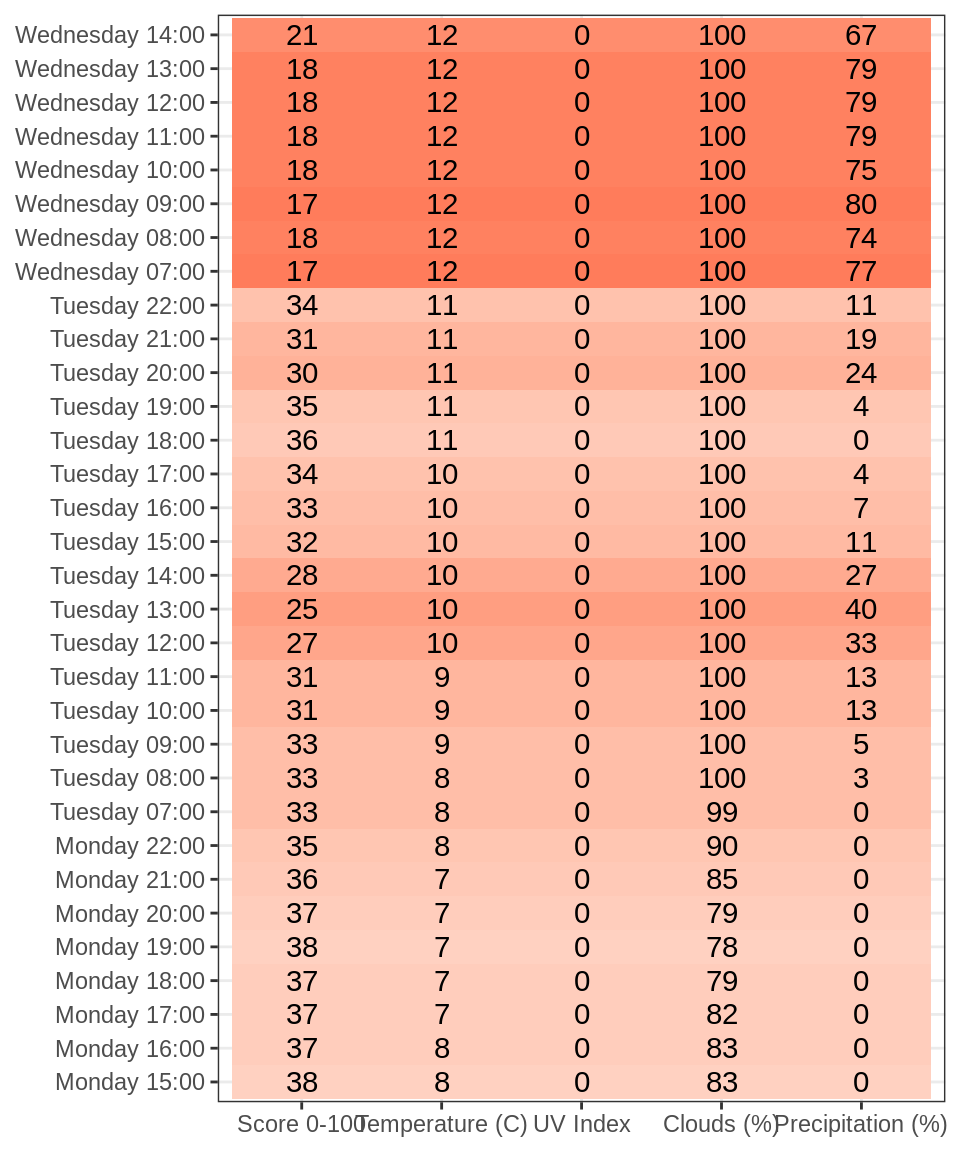 Wednesday 14:00 21 12 0 100 67
Wednesday 13:00 18 12 0 100 79
Wednesday 12:00 18 12 0 100 79
Wednesday 11:00 18 12 0 100 79
Wednesday 10:00 18 12 0 100 75
Wednesday 09:00 17 12 0 100 80
Wednesday 08:00 18 12 0 100 74
Wednesday 07:00 17 12 0 100 77
Tuesday 22:00 34 11 0 100 11
Tuesday 21:00 31 11 0 100 19
Tuesday 20:00 30 11 0 100 24
Tuesday 19:00 35 11 0 100 4
Tuesday 18:00 36 11 0 100 0
Tuesday 17:00 34 10 0 100 4
Tuesday 16:00 33 10 0 100 7
Tuesday 15:00 32 10 0 100 11
Tuesday 14:00 28 10 0 100 27
Tuesday 13:00 25 10 0 100 40
Tuesday 12:00 27 10 0 100 33
Tuesday 11:00 31 9 0 100 13
Tuesday 10:00 31 9 0 100 13
Tuesday 09:00 33 9 0 100 5
Tuesday 08:00 33 8 0 100 3
Tuesday 07:00 33 8 0 99 0
Monday 22:00 35 8 0 90 0
Monday 21:00 36 7 0 85 0
Monday 20:00 37 7 0 79 0
Monday 19:00 38 7 0 78 0
Monday 18:00 37 7 0 79 0
Monday 17:00 37 7 0 82 0
Monday 16:00 37 8 0 83 0
Monday 15:00 38 8 0 83 0
Score 0-100 Temperature (C) UV Index Clouds (%) Precipitation (%)